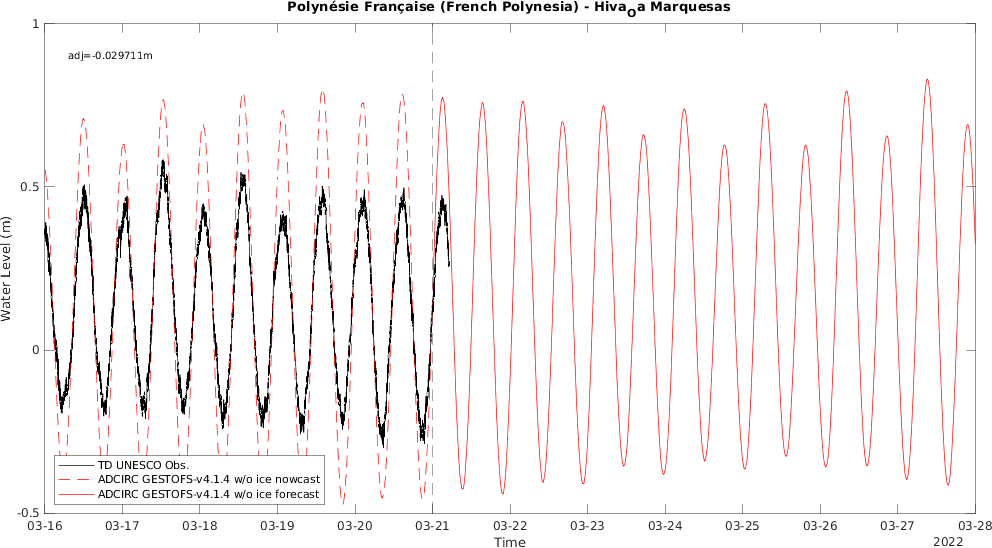 Polynésie Française (French Polynesia) - HivaOa Marquesas
adj=-0.029711m
Water Level (m)
1
0.5
0
-0.5
TD UNESCO Obs.
ADCIRC GESTOFS-v4.1.4 w/o ice nowcast
ADCIRC GESTOFS-v4.1.4 w/o ice forecast
03-16 03-17 03-18 03-19 03-20 03-21 03-22 03-23 03-24 03-25 03-26 03-27 03-28
Time
2022